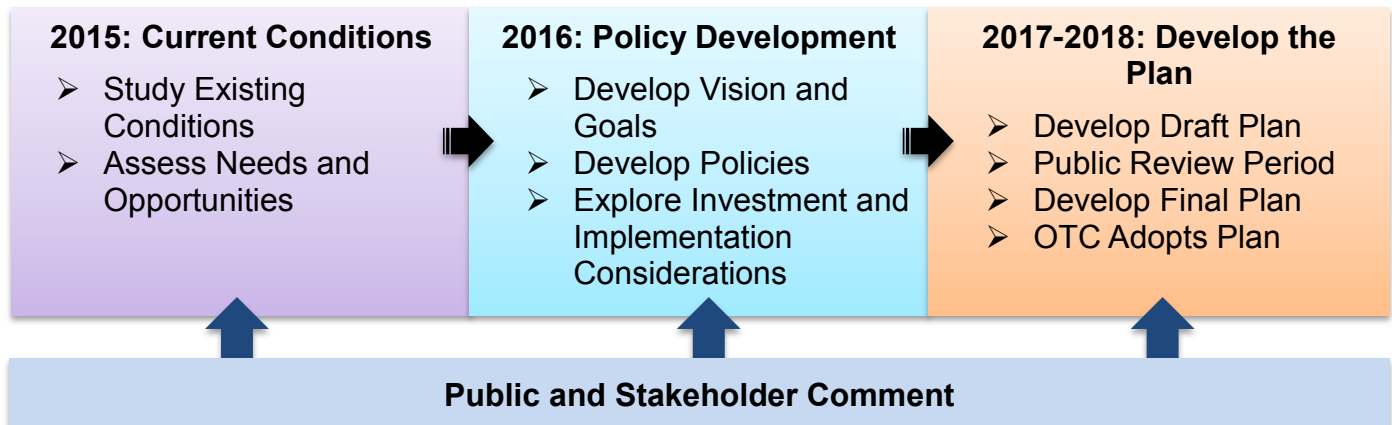 2015: Current Conditions
➢ Study Existing
Conditions
➢ Assess Needs and
Opportunities
2016: Policy Development
➢ Develop Vision and
Goals
➢ Develop Policies
➢ Explore Investment and
Implementation
Considerations
2017-2018: Develop the
Plan
➢ Develop Draft Plan
➢ Public Review Period
➢ Develop Final Plan
➢ OTC Adopts Plan
Public and Stakeholder Comment